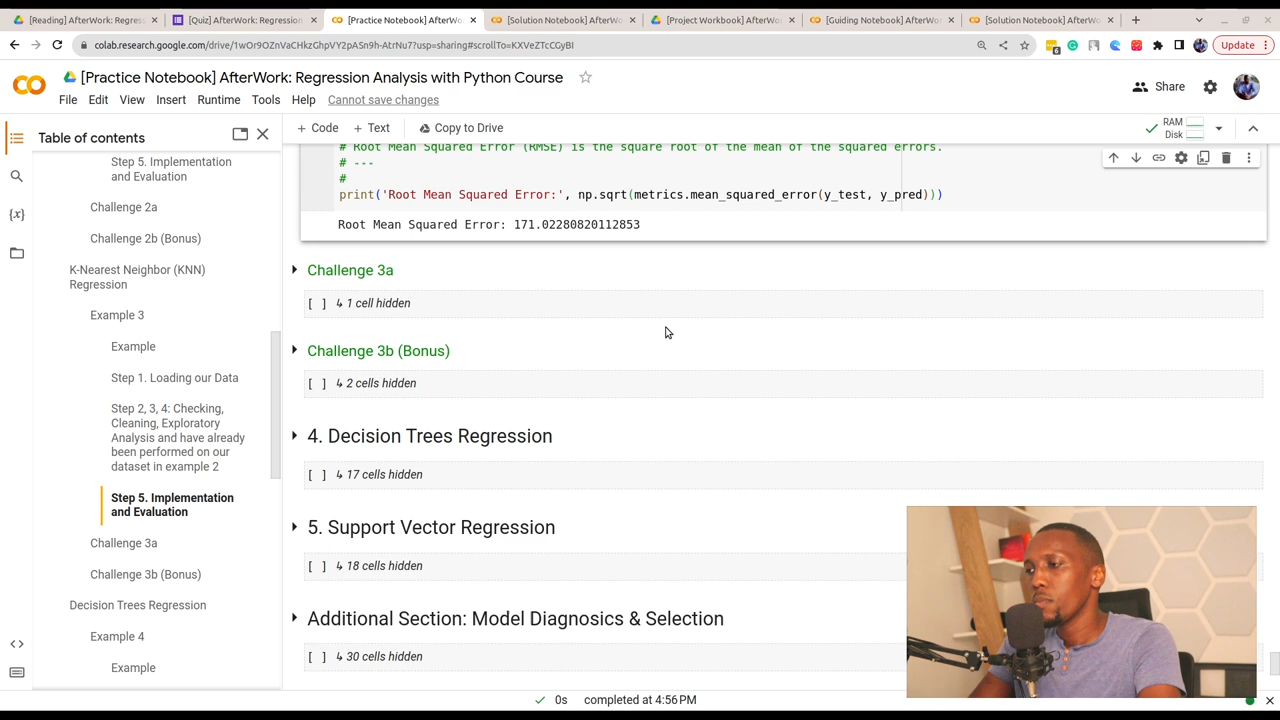 [Reading] AfterWork: Regress
[Quiz] AfterWork: Regression
[Practice Notebook] AfterWo
[Solution Notebook] AfterWo
[Project Workbook] AfterWo
[Guiding Notebook] AfterWo
[Solution Notebook] AfterWo
colab.research.google.com/drive/1wOr9OZnVaCHkzGhpVY2pASn9h-AtrNu7?usp=sharing#scrollTo=KXVeZTcCGyBI
6
Update
[Practice Notebook] AfterWork: Regression Analysis with Python Course
File Edit View Insert Runtime Tools Help Cannot save changes
Share
Table of contents
+ Code + Text Copy to Drive
RAM
Disk
Step 5. Implementation
and Evaluation
Challenge 2a
Challenge 2b (Bonus)
K-Nearest Neighbor (KNN)
Regression
Example 3
Example
Step 1. Loading our Data
Step 2, 3, 4: Checking,
Cleaning, Exploratory
Analysis and have already
been performed on our
dataset in example 2
Step 5. Implementation
and Evaluation
Challenge 3a
Challenge 3b (Bonus)
Decision Trees Regression
Example 4
Example
# Root Mean Squared Error (RMSE) is the square root of the mean of the squared errors.
# ---
#
print('Root Mean Squared Error:', np.sqrt(metrics.mean_squared_error(y_test, y_pred)))
Root Mean Squared Error: 171.02280820112853
Challenge 3a
[ ] ↳ 1 cell hidden
Challenge 3b (Bonus)
[ ] ↳ 2 cells hidden
4. Decision Trees Regression
[ ] ↳ 17 cells hidden
5. Support Vector Regression
[ ] ↳ 18 cells hidden
Additional Section: Model Diagnostics & Selection
[ ] ↳ 30 cells hidden
0s completed at 4:56 PM